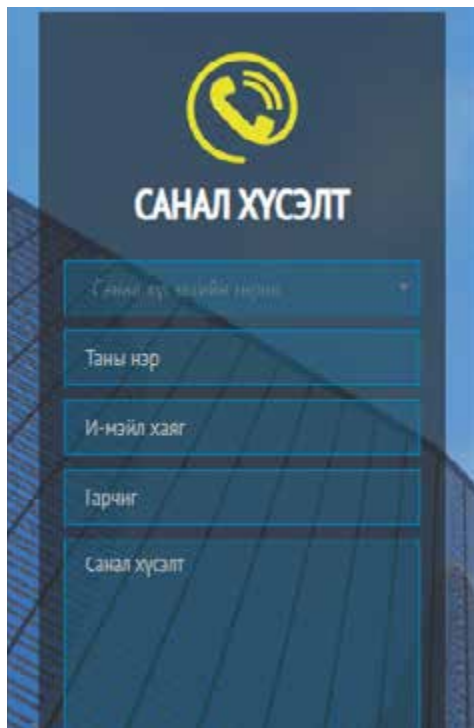 САНАЛ ХҮСЭЛТ
Таны нэр
И-мэйл хаяг
Гарчиг
Санал хүсэлт